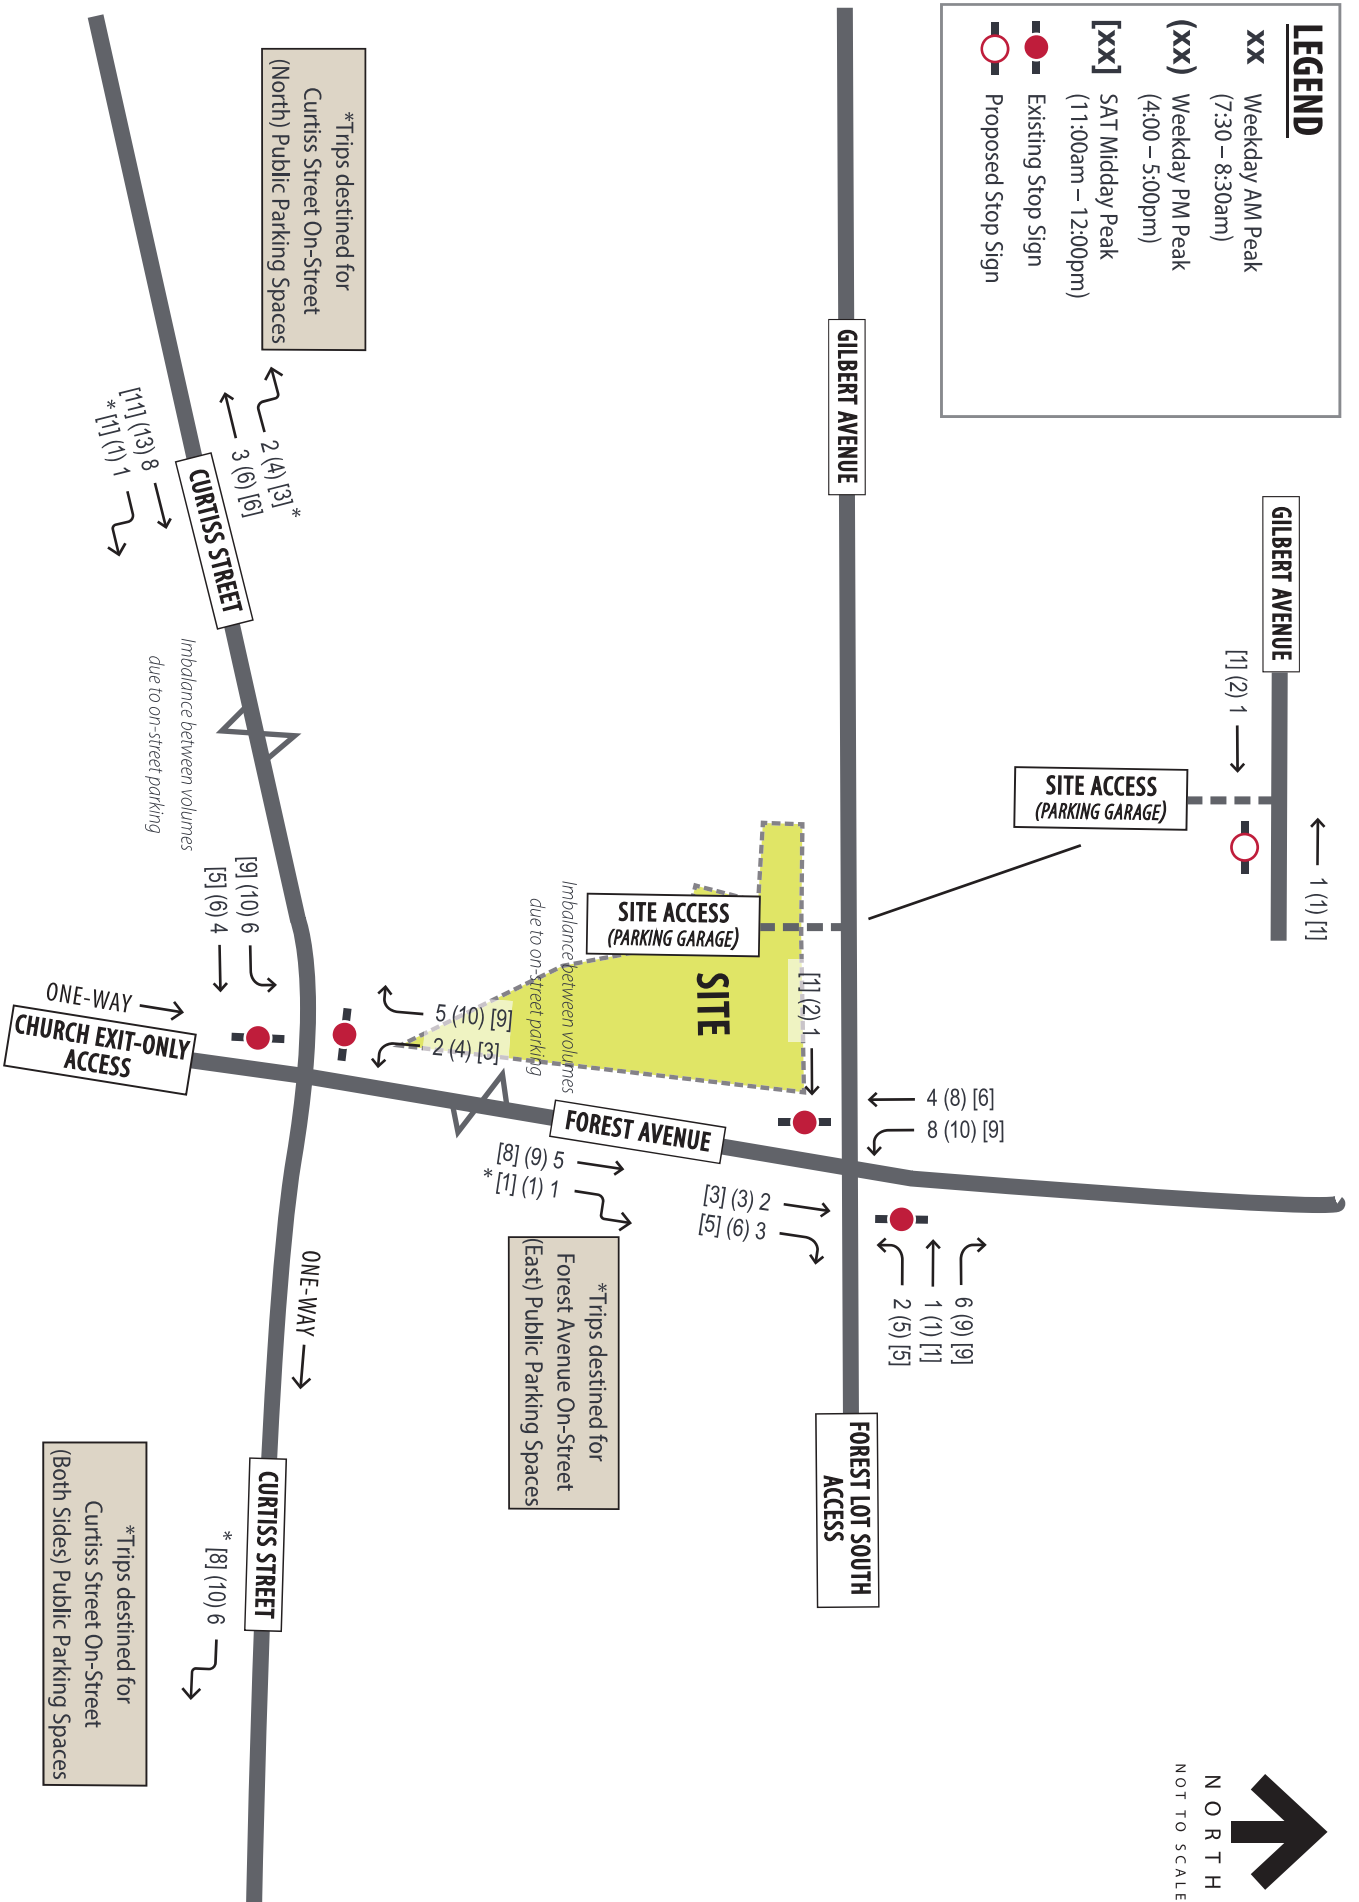 LEGEND
xx Weekday AM Peak
(7:30 – 8:30am)
(xx) Weekday PM Peak
(4:00 – 5:00pm)
[xx] SAT Midday Peak
(11:00am – 12:00pm)
Existing Stop Sign
Proposed Stop Sign
GILBERT AVENUE
[1] (2) 1
1 (1) [1]
SITE ACCESS
(PARKING GARAGE)
GILBERT AVENUE
SITE ACCESS
(PARKING GARAGE)
SITE
[1] (2) 1
4 (8) [6]
8 (10) [9]
6 (9) [9]
1 (1) [1]
2 (5) [5]
FOREST LOT SOUTH
ACCESS
[3] (3) 2
[5] (6) 3
FOREST AVENUE
[8] (9) 5
* [1] (1) 1
*Trips destined for
Forest Avenue On-Street
(East) Public Parking Spaces
Imbalance between volumes
due to on-street parking
5 (10) [9]
2 (4) [3]
*Trips destined for
Curtiss Street On-Street
(North) Public Parking Spaces
2 (4) [3] *
3 (6) [6]
CURTISS STREET
[11] (13) 8
* [1] (1) 1
Imbalance between volumes
due to on-street parking
[9] (10) 6
[5] (6) 4
ONE-WAY
CHURCH EXIT-ONLY
ACCESS
ONE-WAY
CURTISS STREET
* [8] (10) 6
*Trips destined for
Curtiss Street On-Street
(Both Sides) Public Parking Spaces
NORTH
NOT TO SCALE